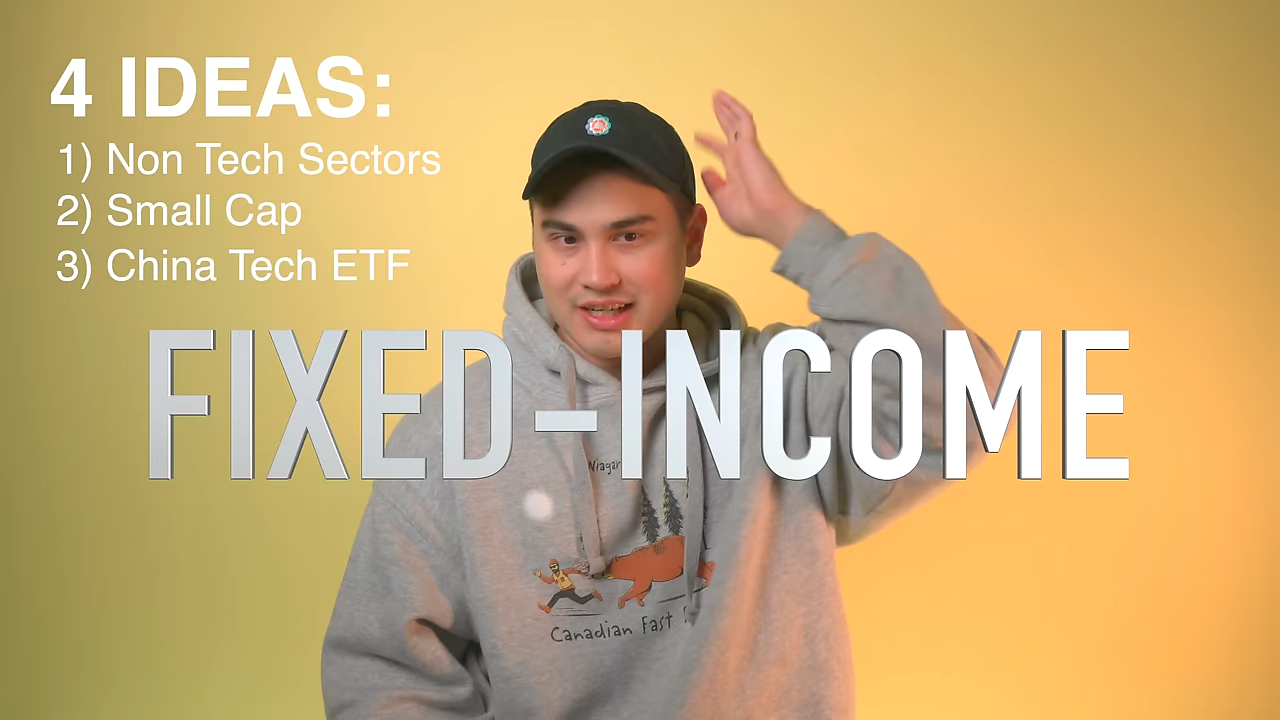 4 IDEAS:
1) Non Tech Sectors
2) Small Cap
3) China Tech ETF
FIXED-INCOME
Canadian Fast